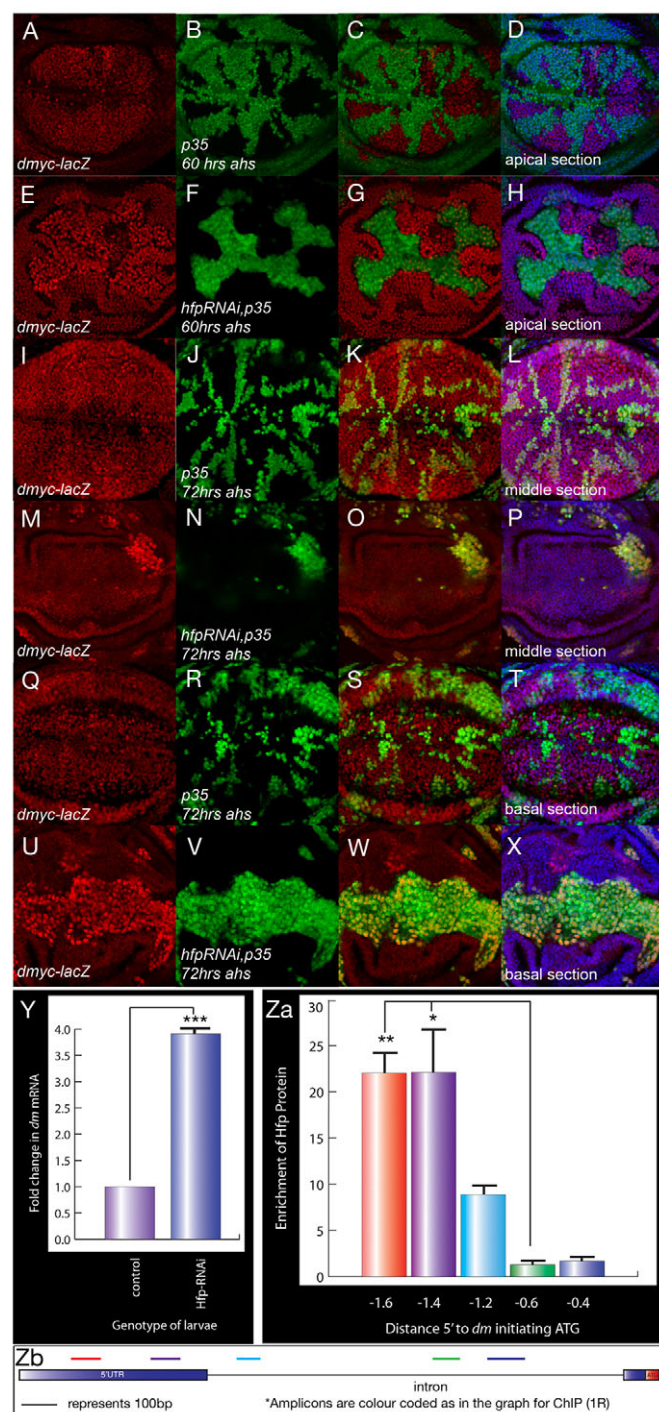 A B C D
dmyc-lacZ
p35
60 hrs ahs
apical section
E F G H
dmyc-lacZ
hfpRNAi,p35
60hrs ahs
apical section
I J K L
dmyc-lacZ
p35
72hrs ahs
middle section
M N O P
dmyc-lacZ
hfpRNAi,p35
72hrs ahs
middle section
Q R S T
dmyc-lacZ
p35
72hrs ahs
basal section
U V W X
dmyc-lacZ
hfpRNAi,p35
72hrs ahs
basal section
Y
Fold change in dm mRNA
4.0
3.5
3.0
2.5
2.0
1.5
1.0
0.5
0.0
***
control
Hfp-RNAi
Genotype of larvae
Za
Enrichment of Hfp Protein
30
25
20
15
10
5
0
**
*
-1.6 -1.4 -1.2 -0.6 -0.4
Distance 5' to dm initiating ATG
Zb
5'UTR
intron
represents 100bp
*Amplicons are colour coded as in the graph for ChIP (1R)